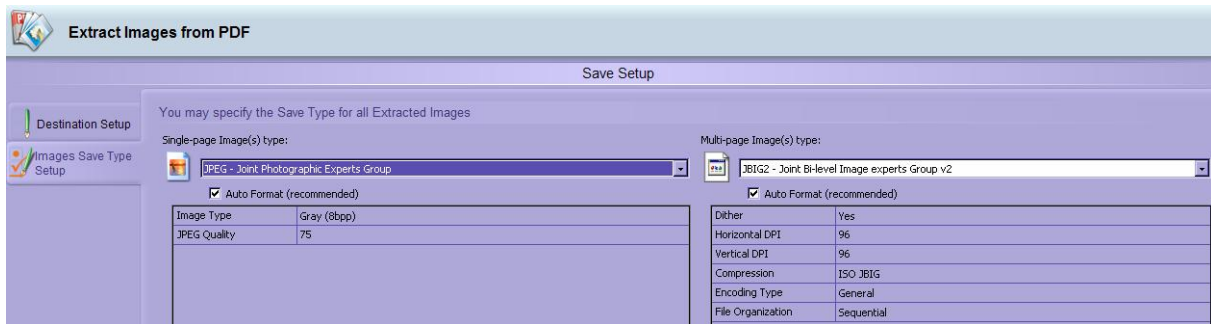 Extract Images from PDF
Save Setup
Destination Setup
Images Save Type
Setup
You may specify the Save Type for all Extracted Images
Single-page Image(s) type:
JPEG - Joint Photographic Experts Group
Auto Format (recommended)
Image Type Gray (8bpp)
JPEG Quality 75
Multi-page Image(s) type:
JBIG2 - Joint Bi-level Image experts Group v2
Auto Format (recommended)
Dither Yes
Horizontal DPI 96
Vertical DPI 96
Compression ISO JBIG
Encoding Type General
File Organization Sequential